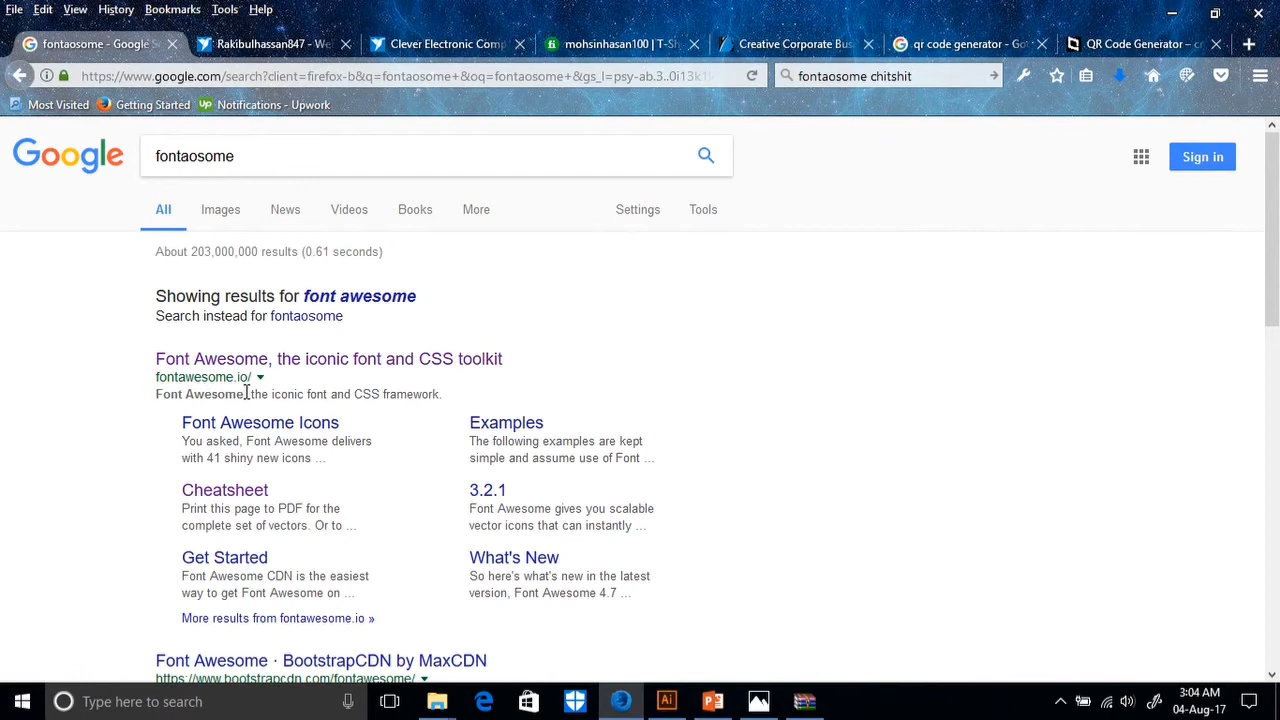 File Edit View History Bookmarks Tools Help
fontaosome - Google S
Rakibulhassan847 - We
Clever Electronic Comp
mohsinhasan100 | T-Sh
Creative Corporate Bus
qr code generator - Goo
QR Code Generator – cr
https://www.google.com/search?client=firefox-b&q=fontaosome+&oq=fontaosome+&gs_l=psy-ab.3..0i13k1l
fontaosome chitshit
Most Visited Getting Started Up Notifications - Upwork
Google
fontaosome
Sign in
All Images News Videos Books More Settings Tools
About 203,000,000 results (0.61 seconds)
Showing results for font awesome
Search instead for fontaosome
Font Awesome, the iconic font and CSS toolkit
fontawesome.io/
Font Awesome, the iconic font and CSS framework.
Font Awesome Icons
You asked, Font Awesome delivers
with 41 shiny new icons ...
Examples
The following examples are kept
simple and assume use of Font ...
Cheatsheet
Print this page to PDF for the
complete set of vectors. Or to ...
3.2.1
Font Awesome gives you scalable
vector icons that can instantly ...
Get Started
Font Awesome CDN is the easiest
way to get Font Awesome on ...
What's New
So here's what's new in the latest
version, Font Awesome 4.7 ...
More results from fontawesome.io »
Font Awesome · BootstrapCDN by MaxCDN
https://www.bootstrapcdn.com/fontawesome/
Type here to search
Ai
3:04 AM
04-Aug-17